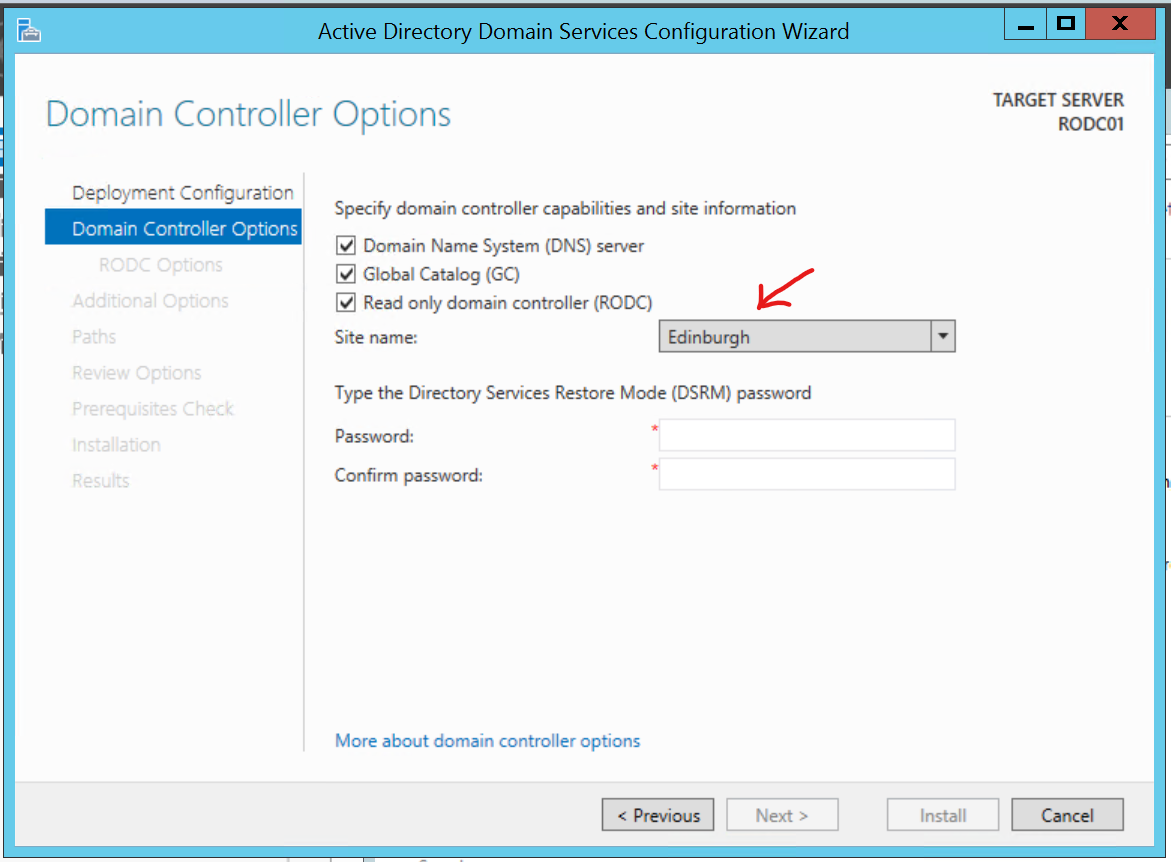 Active Directory Domain Services Configuration Wizard
Domain Controller Options
TARGET SERVER
RODC01
Deployment Configuration
Domain Controller Options
RODC Options
Additional Options
Paths
Review Options
Prerequisites Check
Installation
Results
Specify domain controller capabilities and site information
Domain Name System (DNS) server
Global Catalog (GC)
Read only domain controller (RODC)
Site name: Edinburgh
Type the Directory Services Restore Mode (DSRM) password
Password: *
Confirm password: *
More about domain controller options
< Previous Next > Install Cancel